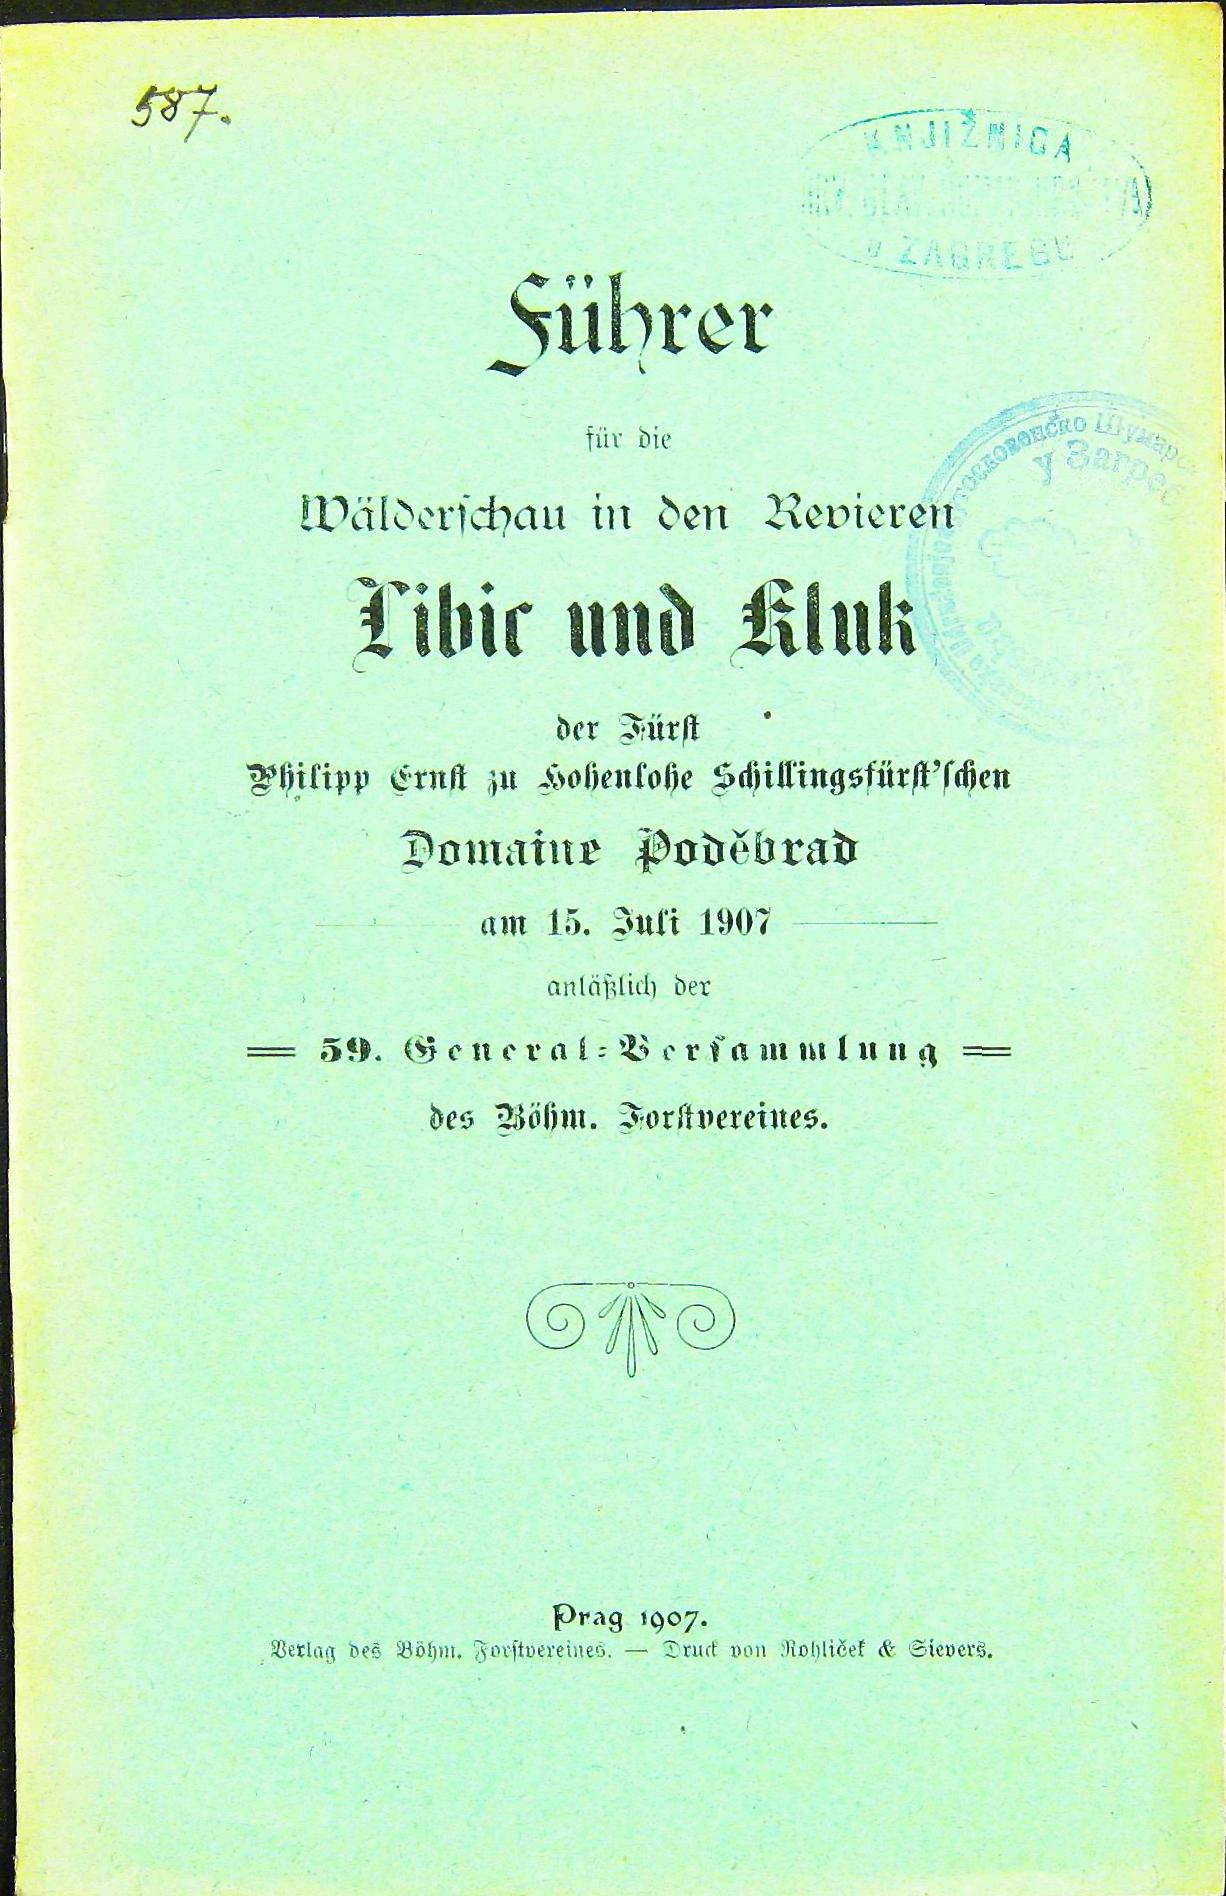 587.
KNJIŽNICA
U ZAGREBU
Führer
für die
Wälderschau in den Revieren
Libic und Kluk
der Fürst
Philipp Ernst zu Hohenlohe Schillingsfürst'schen
Domaine Poděbrad
am 15. Juli 1907
anläßlich der
59. General-Versammlung
des Böhm. Forstvereines.
Prag 1907.
Verlag des Böhm. Forstvereines. — Druck von Rohliček & Sievers.